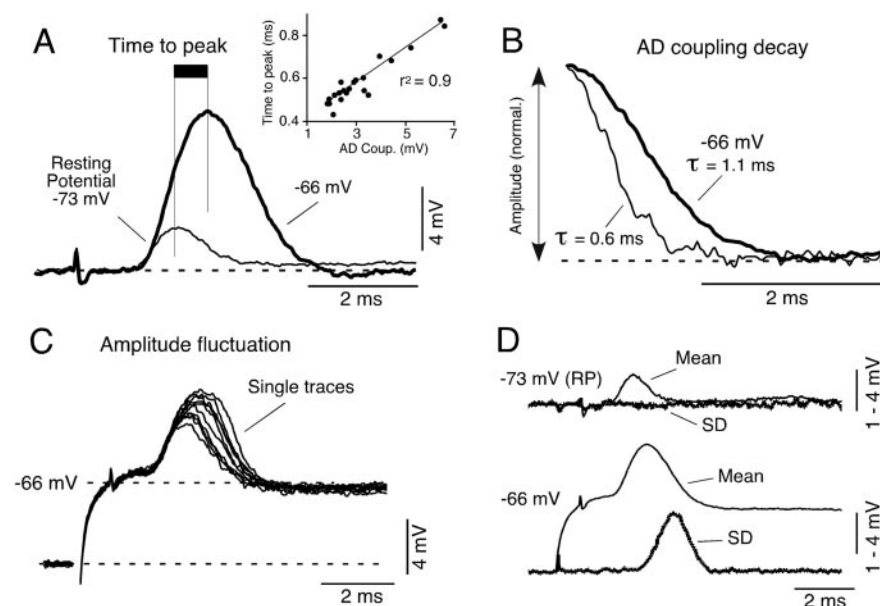 A
Time to peak
Resting
Potential
-73 mV
-66 mV
4 mV
2 ms
Time to peak (ms)
0.8
0.6
0.4
r² = 0.9
1 3 5 7
AD Coup. (mV)
B
AD coupling decay
Amplitude (normal.)
-66 mV
τ = 1.1 ms
τ = 0.6 ms
2 ms
C
Amplitude fluctuation
Single traces
-66 mV
4 mV
2 ms
D
-73 mV (RP)
Mean
SD
1 - 4 mV
-66 mV
Mean
SD
1 - 4 mV
2 ms